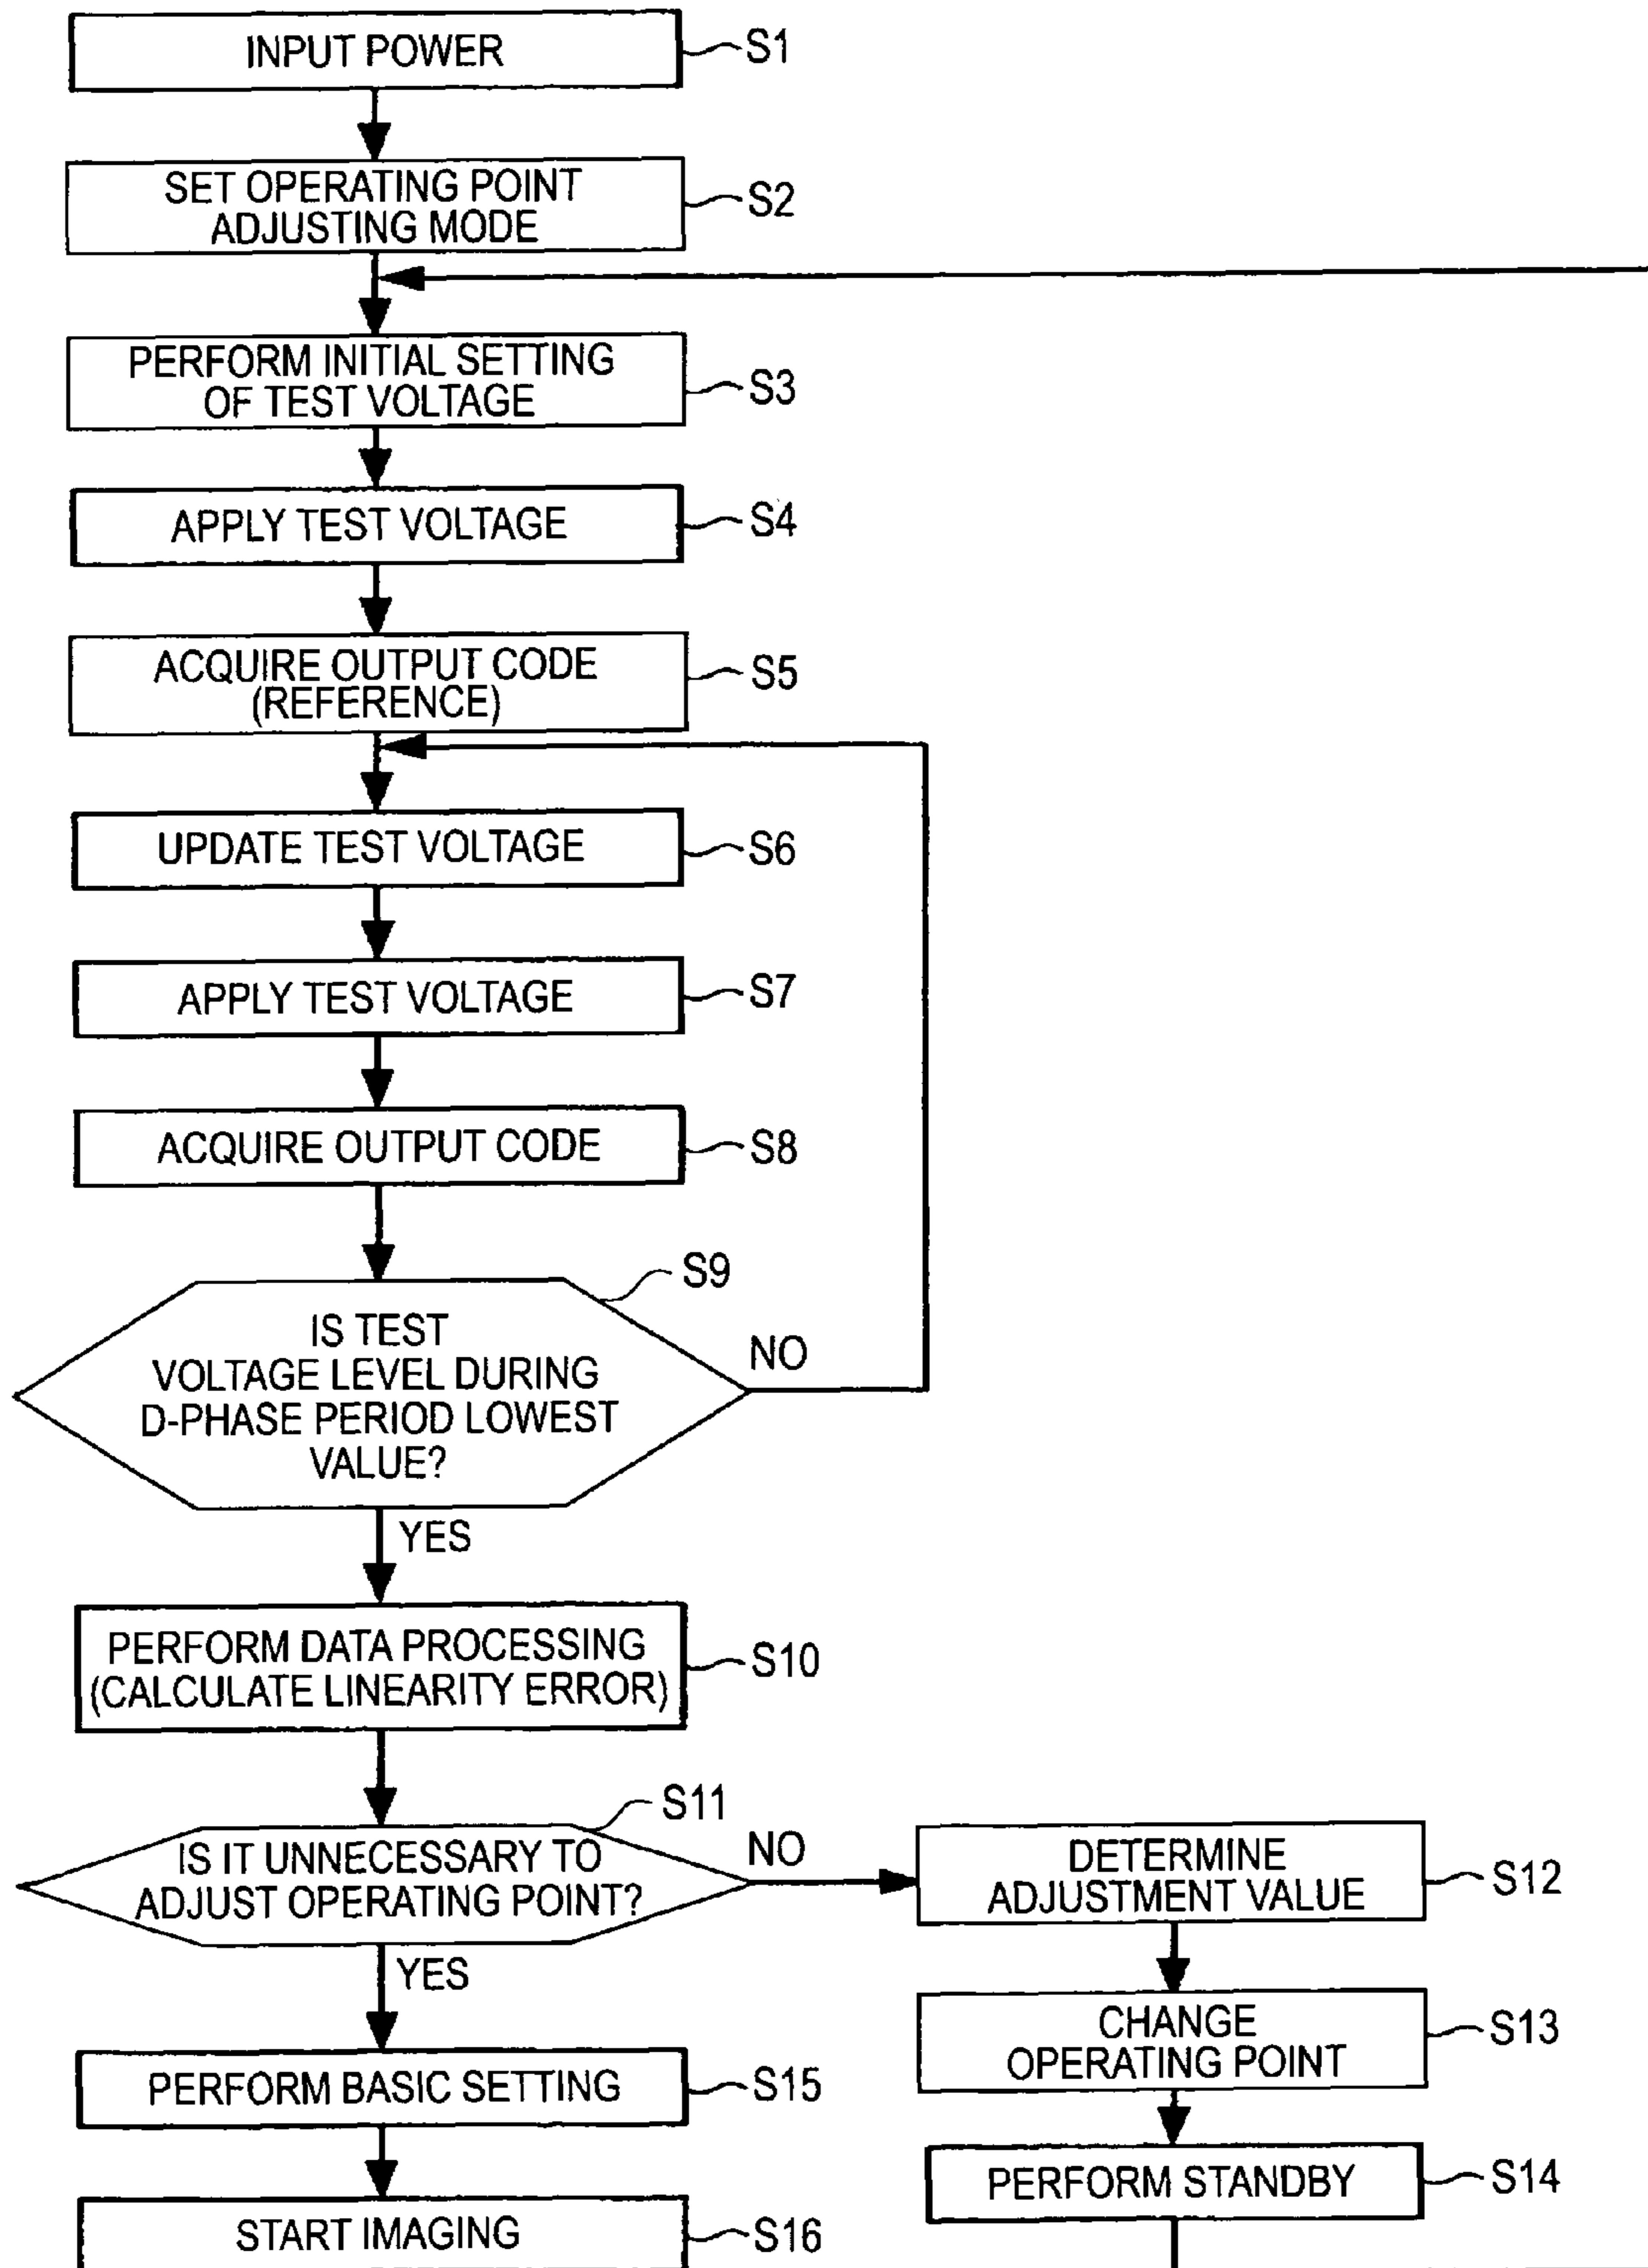 INPUT POWER
S1
SET OPERATING POINT
ADJUSTING MODE
S2
PERFORM INITIAL SETTING
OF TEST VOLTAGE
S3
APPLY TEST VOLTAGE
S4
ACQUIRE OUTPUT CODE
(REFERENCE)
S5
UPDATE TEST VOLTAGE
S6
APPLY TEST VOLTAGE
S7
ACQUIRE OUTPUT CODE
S8
S9
IS TEST
VOLTAGE LEVEL DURING
D-PHASE PERIOD LOWEST
VALUE?
NO
YES
PERFORM DATA PROCESSING
(CALCULATE LINEARITY ERROR)
S10
S11
IS IT UNNECESSARY TO
ADJUST OPERATING POINT?
NO
YES
DETERMINE
ADJUSTMENT VALUE
S12
CHANGE
OPERATING POINT
S13
PERFORM STANDBY
S14
PERFORM BASIC SETTING
S15
START IMAGING
S16